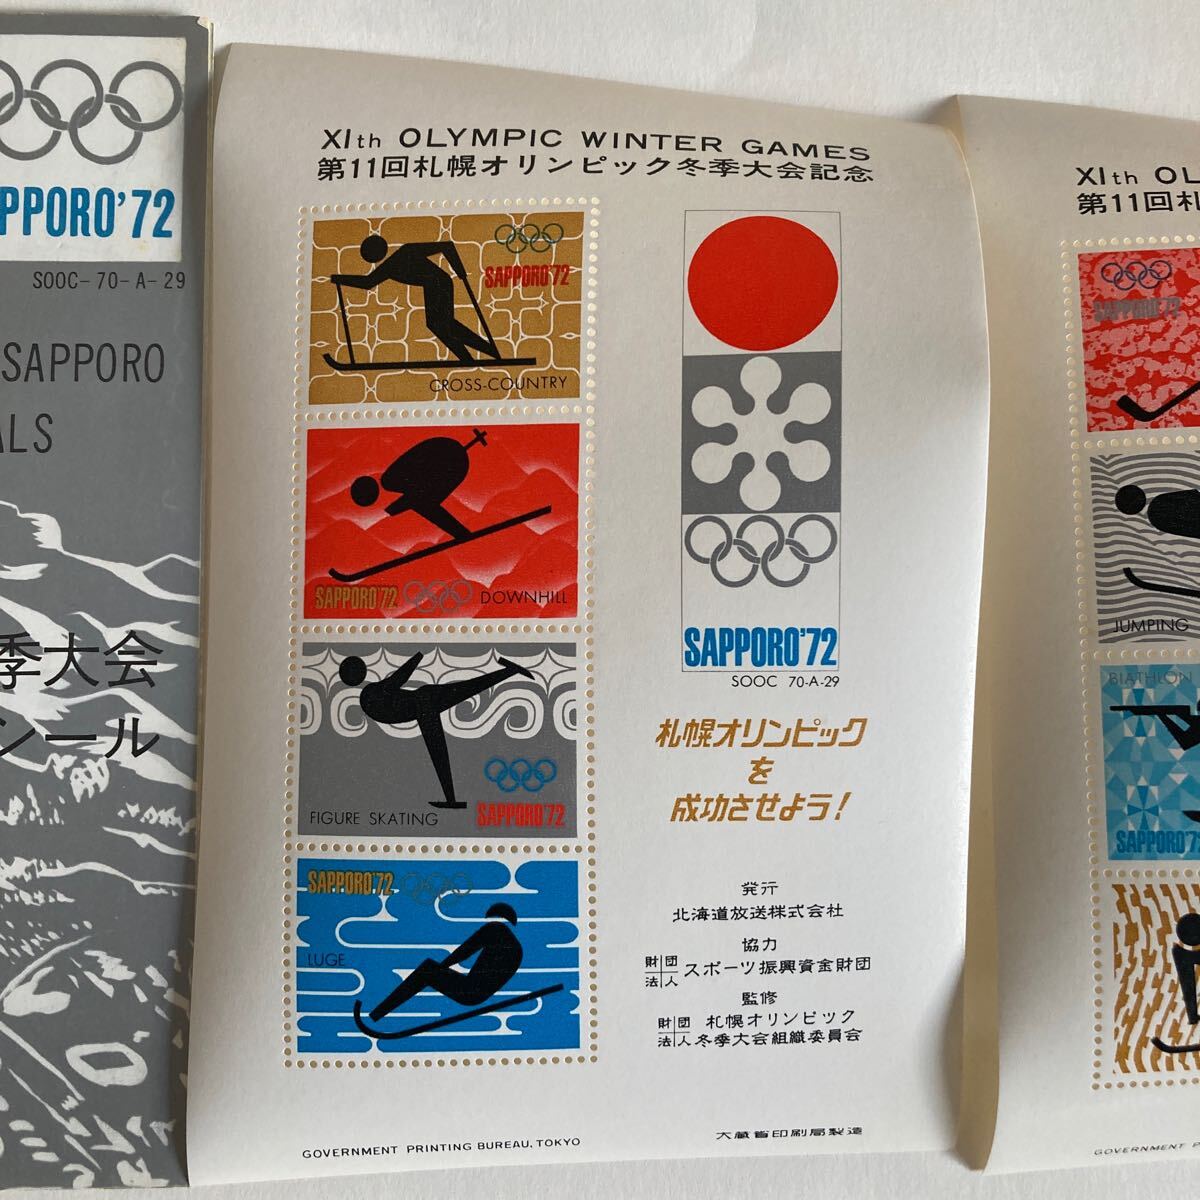 PPORO'72
SOOC-70-A-29
SAPPORO
ALS
季大会
シール
XIth OLYMPIC WINTER GAMES
第11回札幌オリンピック冬季大会記念
SAPPORO'72
CROSS-COUNTRY
SAPPORO'72
DOWNHILL
FIGURE SKATING
SAPPORO'72
SAPPORO'72
LUGE
SAPPORO'72
SOOC 70-A-29
札幌オリンピック
を
成功させよう!
発行
北海道放送株式会社
協力
財団法人 スポーツ振興資金財団
監修
財団法人 札幌オリンピック
冬季大会組織委員会
GOVERNMENT PRINTING BUREAU, TOKYO
大蔵省印刷局製造
XIth OL
第11回札
SAPPORO'72
JUMPING
BIATHLON
SAPPORO'72
GOVERNMENT P